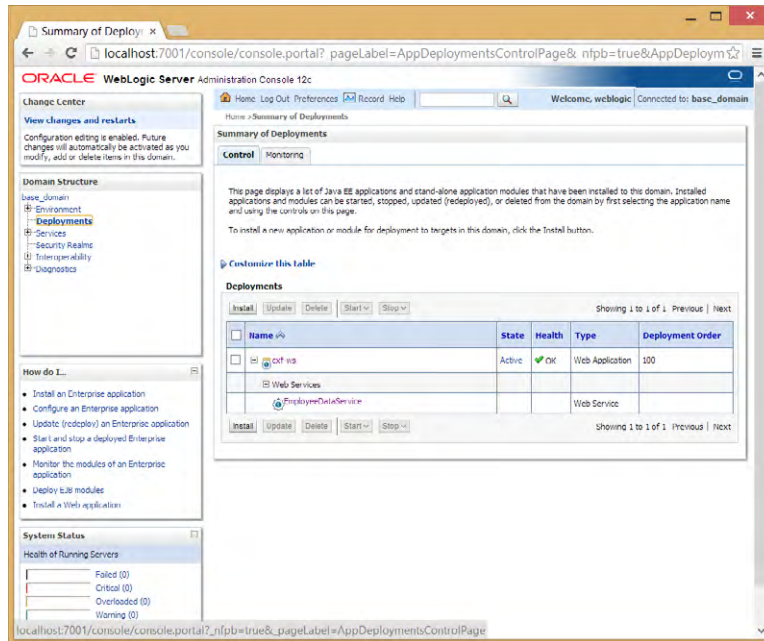 Summary of Deploy
localhost:7001/console/console.portal?_pageLabel=AppDeploymentsControlPage&_nfpb=true&AppDeploym
ORACLE WebLogic Server Administration Console 12c
Change Center
View changes and restarts
Configuration editing is enabled. Future
changes will automatically be activated as you
modify, add or delete items in this domain.
Domain Structure
base_domain
Environment
Deployments
Services
Security Realms
Interoperability
Diagnostics
How do I...
Install an Enterprise application
Configure an Enterprise application
Update (redeploy) an Enterprise application
Start and stop a deployed Enterprise
application
Monitor the modules of an Enterprise
application
Deploy EJB modules
Install a Web application
System Status
Health of Running Servers
Failed (0)
Critical (0)
Overloaded (0)
Warning (0)
Home Log Out Preferences Record Help
Welcome, weblogic Connected to: base_domain
Home >Summary of Deployments
Summary of Deployments
Control Monitoring
This page displays a list of Java EE applications and stand-alone application modules that have been installed to this domain. Installed
applications and modules can be started, stopped, updated (redeployed), or deleted from the domain by first selecting the application name
and using the controls on this page.
To install a new application or module for deployment to targets in this domain, click the Install button.
Customize this table
Deployments
Install Update Delete Start Stop Showing 1 to 1 of 1 Previous | Next
Name State Health Type Deployment Order
cxf-ws Active OK Web Application 100
Web Services
EmployeeDataService Web Service
Install Update Delete Start Stop Showing 1 to 1 of 1 Previous | Next
localhost:7001/console/console.portal?_nfpb=true&_pageLabel=AppDeploymentsControlPage